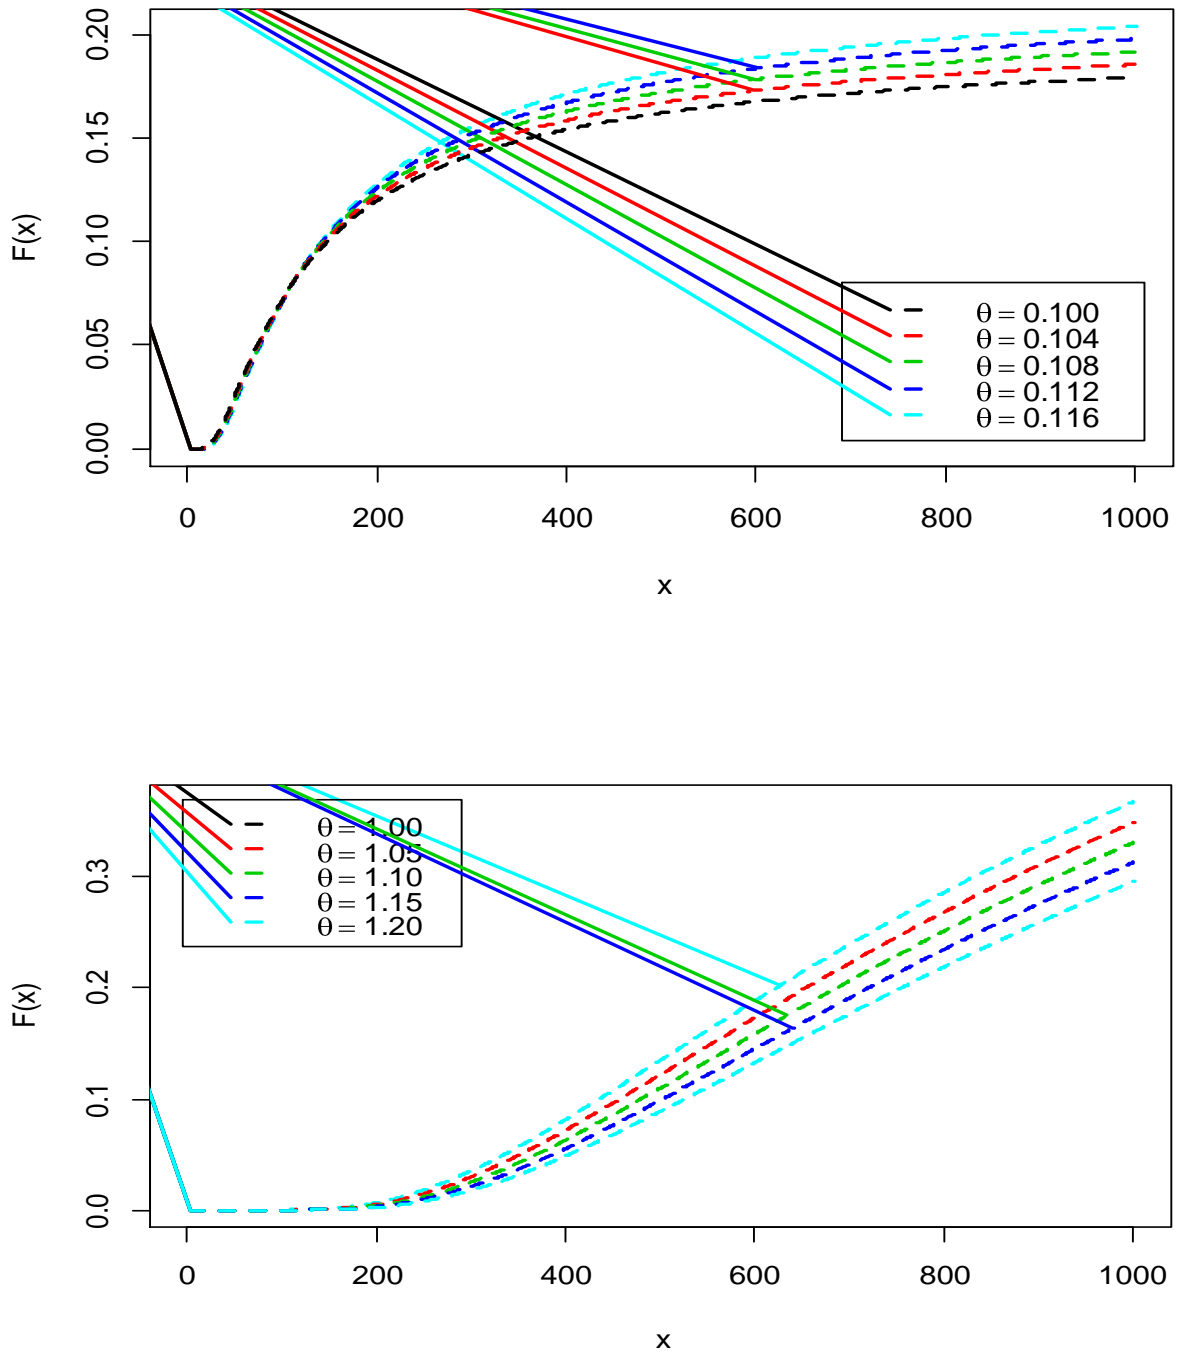 0.20
0.15
0.10
0.05
0.00
F(x)
θ = 0.100
θ = 0.104
θ = 0.108
θ = 0.112
θ = 0.116
0 200 400 600 800 1000
x
0.3
0.2
0.1
0.0
F(x)
θ = 1.00
θ = 1.05
θ = 1.10
θ = 1.15
θ = 1.20
0 200 400 600 800 1000
x